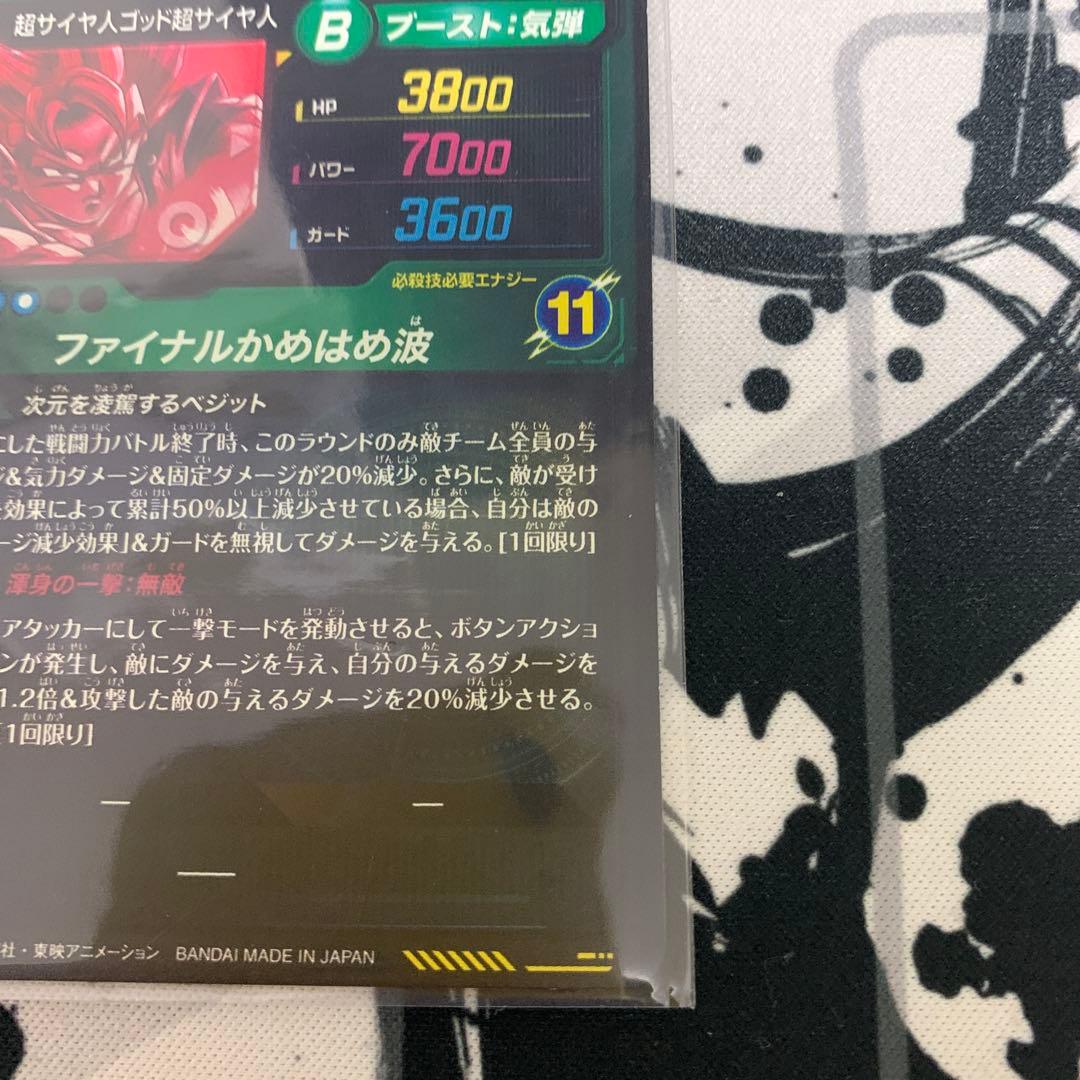 超サイヤ人ゴッド超サイヤ人
B ブースト:気弾
HP 3800
パワー 7000
ガード 3600
必殺技必要エナジー
11
ファイナルかめはめ波
次元を凌駕するベジット
にした戦闘力バトル終了時、このラウンドのみ敵チーム全員の与
&気力ダメージ&固定ダメージが20%減少。さらに、敵が受け
効果によって累計50%以上減少させている場合、自分は敵の
ージ減少効果」&ガードを無視してダメージを与える。[1回限り]
渾身の一撃:無敵
アタッカーにして一撃モードを発動させると、ボタンアクショ
ンが発生し、敵にダメージを与え、自分の与えるダメージを
1.2倍&攻撃した敵の与えるダメージを20%減少させる。
[1回限り]
社・東映アニメーション BANDAI MADE IN JAPAN